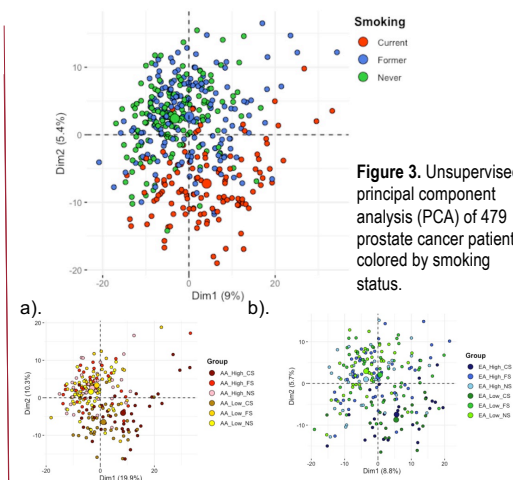 Smoking
Current
Former
Never
10
0
-10
-20
Dim2 (5.4%)
-20
0
20
Dim1 (9%)
Figure 3. Unsupervised
principal component
analysis (PCA) of 479
prostate cancer patient
colored by smoking
status.
a).
20
10
0
-10
Dim2 (10.3%)
-20
0
20
Dim1 (19.9%)
Group
AA_High_CS
AA_High_FS
AA_High_NS
AA_Low_CS
AA_Low_FS
AA_Low_NS
b).
10
0
-10
Dim2 (5.7%)
-20
-10
0
10
20
Dim1 (8.8%)
Group
EA_High_CS
EA_High_FS
EA_High_NS
EA_Low_CS
EA_Low_FS
EA_Low_NS